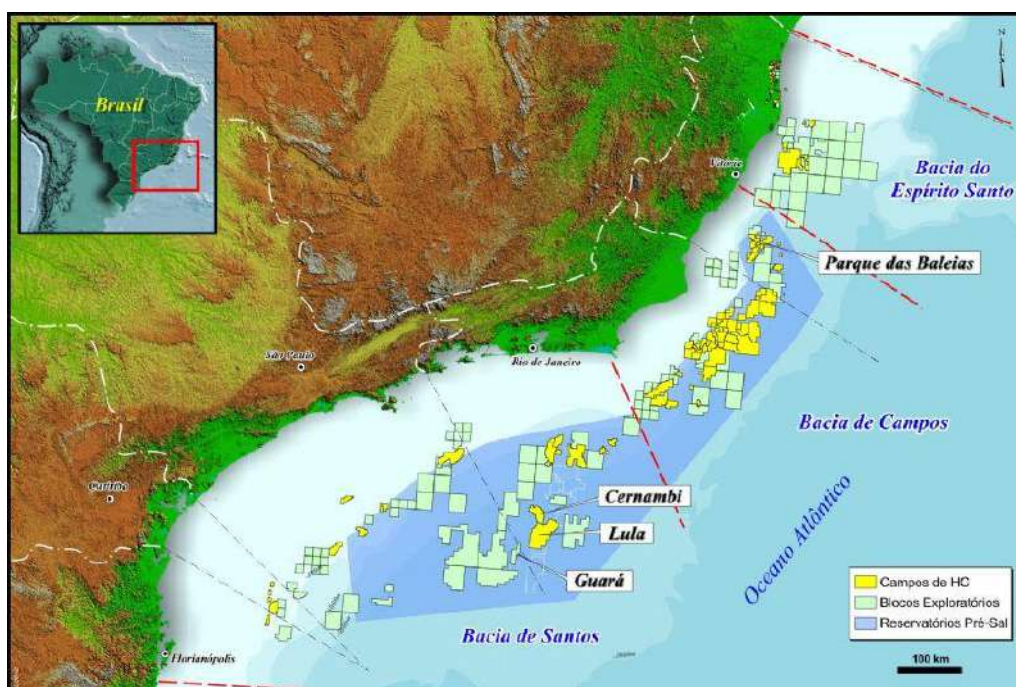 Brasil
N
Vitória
Bacia do
Espírito Santo
Parque das Baleias
São Paulo
Rio de Janeiro
Bacia de Campos
Curitiba
Cernambi
Lula
Guará
Oceano Atlântico
Bacia de Santos
Florianópolis
Campos de HC
Blocos Exploratórios
Reservatórios Pré-Sal
100 km